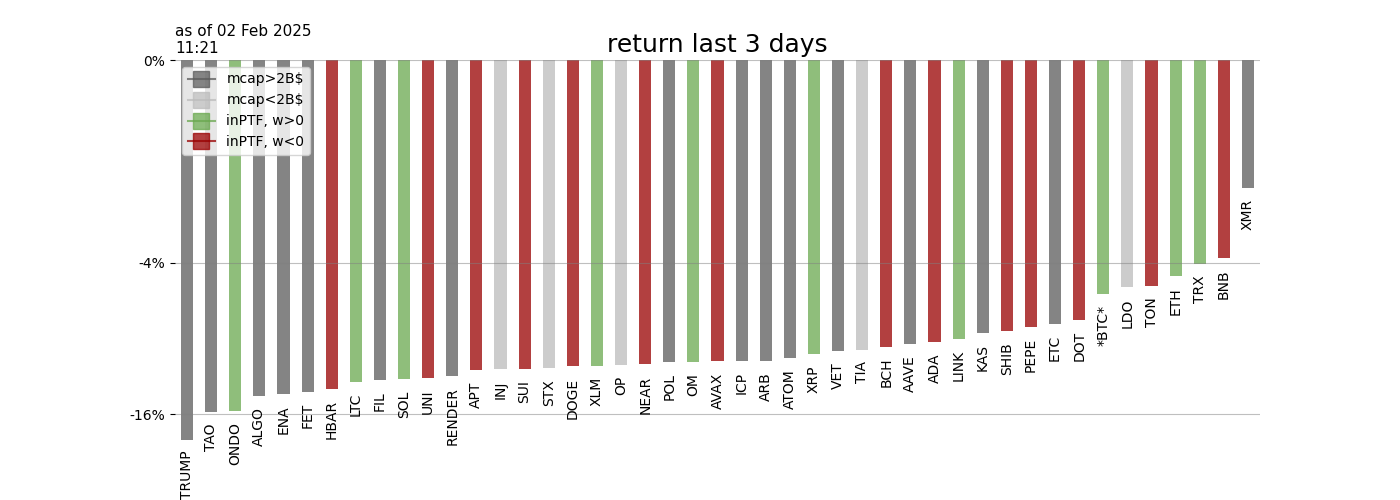 as of 02 Feb 2025
11:21
return last 3 days
0%
-4%
-16%
mcap>2B$
mcap<2B$
inPTF, w>0
inPTF, w<0
TRUMP
TAO
ONDO
ALGO
ENA
FET
HBAR
LTC
FIL
SOL
UNI
RENDER
APT
INJ
SUI
STX
DOGE
XLM
OP
NEAR
POL
OM
AVAX
ICP
ARB
ATOM
XRP
VET
TIA
BCH
AAVE
ADA
LINK
KAS
SHIB
PEPE
ETC
DOT
*BTC*
LDO
TON
ETH
TRX
BNB
XMR